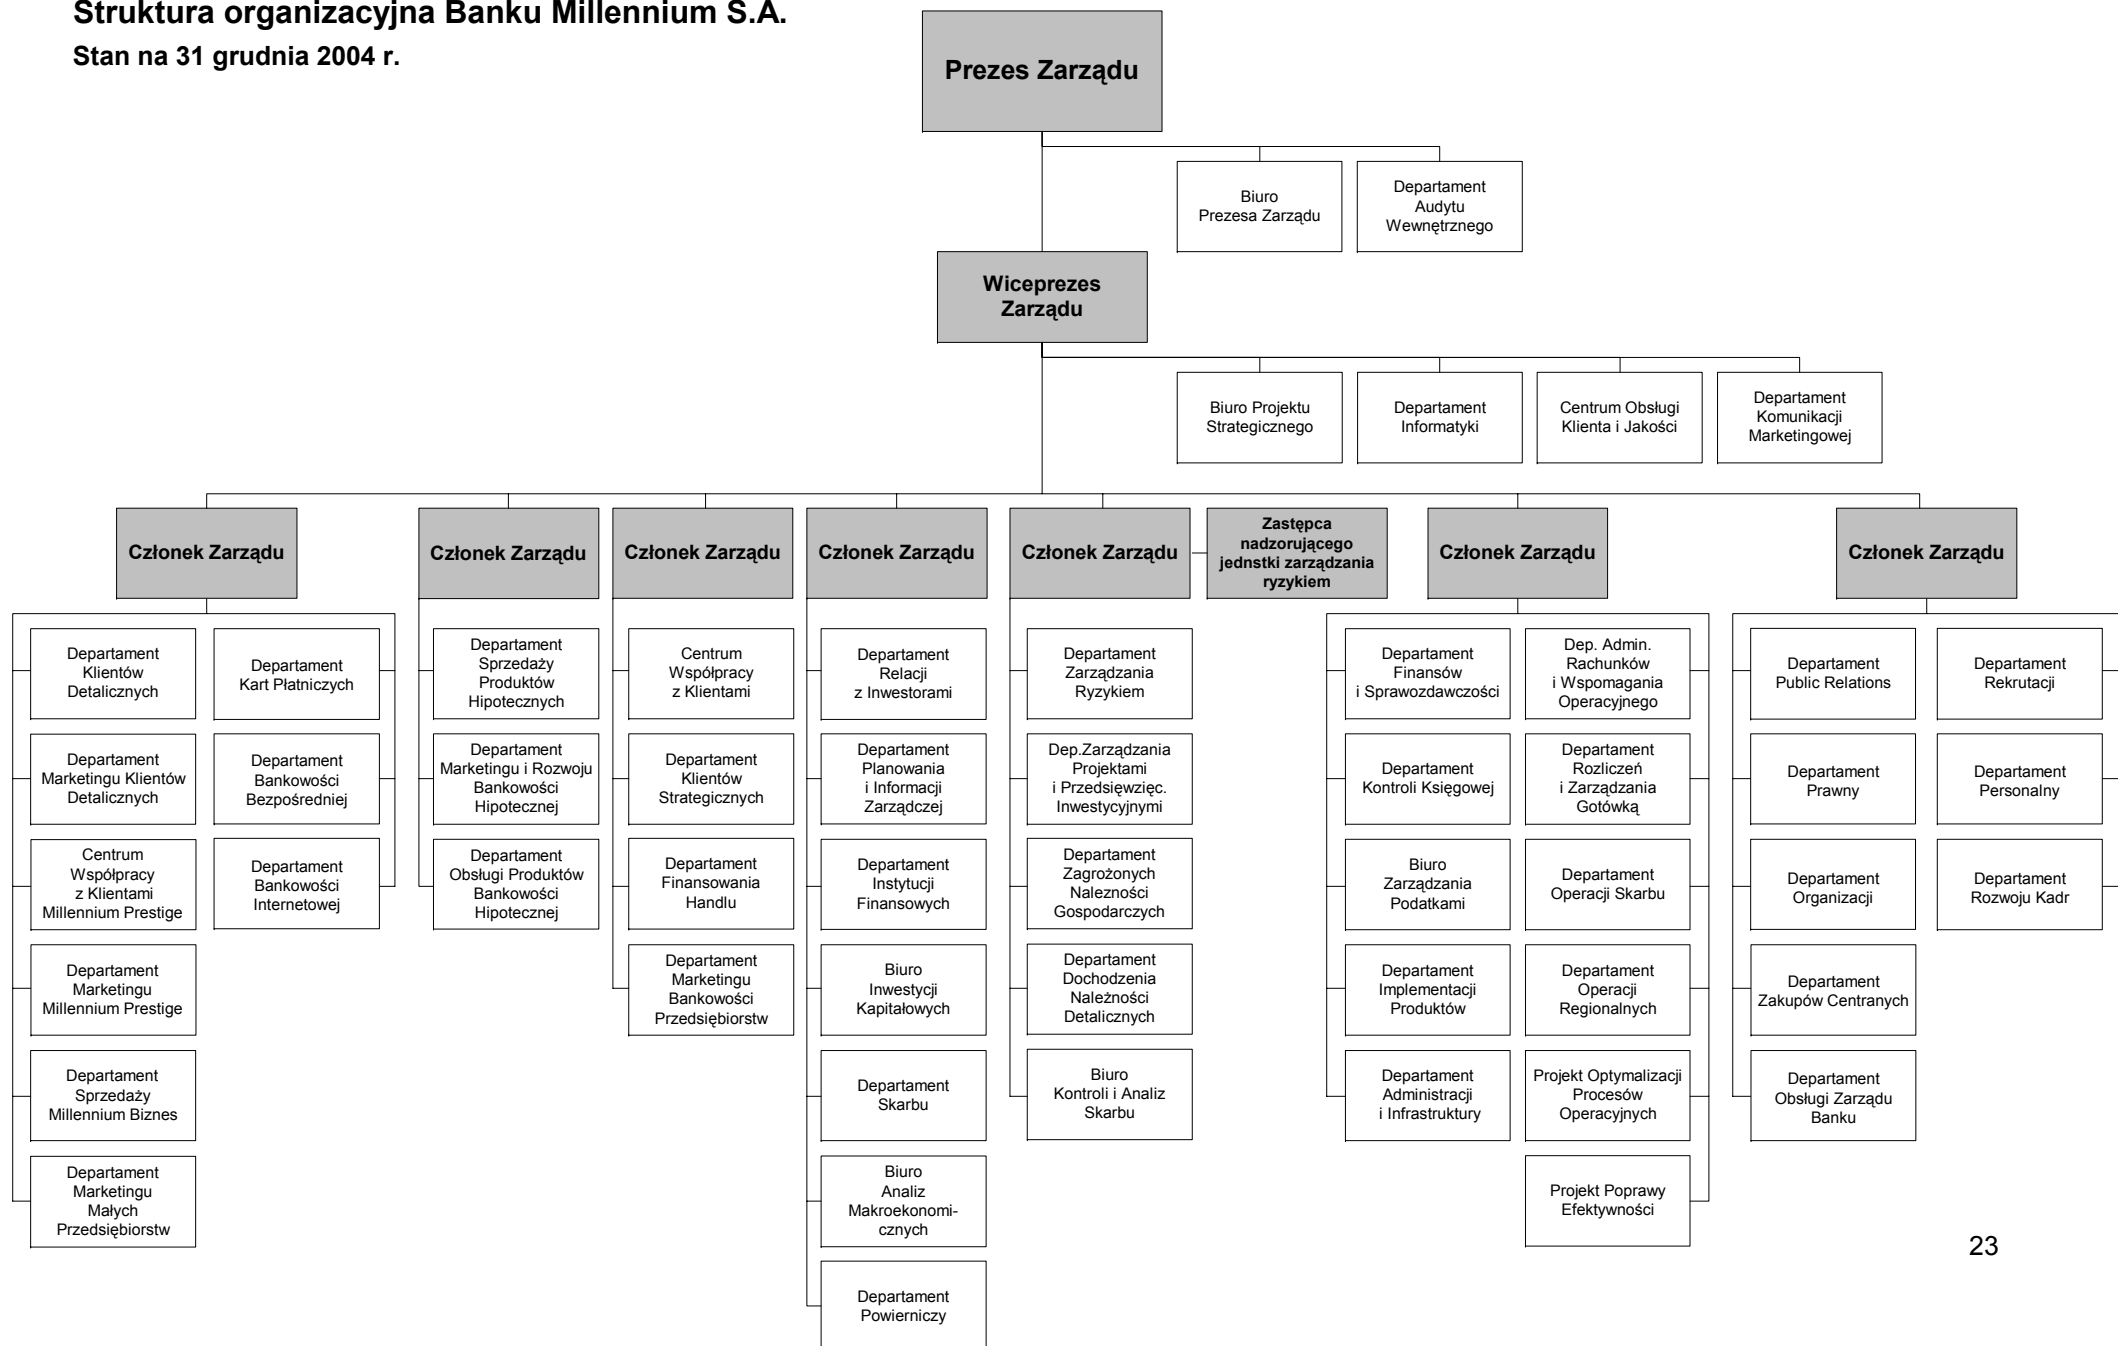 Struktura organizacyjna Banku Millennium S.A.
Stan na 31 grudnia 2004 r.
Prezes Zarządu
Biuro
Prezesa Zarządu
Departament
Audytu
Wewnętrznego
Wiceprezes
Zarządu
Biuro Projektu
Strategicznego
Departament
Informatyki
Centrum Obsługi
Klienta i Jakości
Departament
Komunikacji
Marketingowej
Członek Zarządu
Członek Zarządu
Członek Zarządu
Członek Zarządu
Członek Zarządu
Zastępca
nadzorującego
jednstki zarządzania
ryzykiem
Członek Zarządu
Członek Zarządu
Departament
Klientów
Detalicznych
Departament
Marketingu Klientów
Detalicznych
Centrum
Współpracy
z Klientami
Millennium Prestige
Departament
Marketingu
Millennium Prestige
Departament
Sprzedaży
Millennium Biznes
Departament
Marketingu
Małych
Przedsiębiorstw
Departament
Kart Płatniczych
Departament
Bankowości
Bezpośredniej
Departament
Bankowości
Internetowej
Departament
Sprzedaży
Produktów
Hipotecznych
Departament
Marketingu i Rozwoju
Bankowości
Hipotecznej
Departament
Obsługi Produktów
Bankowości
Hipotecznej
Centrum
Współpracy
z Klientami
Departament
Klientów
Strategicznych
Departament
Finansowania
Handlu
Departament
Marketingu
Bankowości
Przedsiębiorstw
Departament
Relacji
z Inwestorami
Departament
Planowania
i Informacji
Zarządczej
Departament
Instytucji
Finansowych
Biuro
Inwestycji
Kapitałowych
Departament
Skarbu
Biuro
Analiz
Makroekonomi-
cznych
Departament
Powierniczy
Departament
Zarządzania
Ryzykiem
Dep.Zarządzania
Projektami
i Przedsięwzięc.
Inwestycyjnymi
Departament
Zagrożonych
Nalezności
Gospodarczych
Departament
Dochodzenia
Należności
Detalicznych
Biuro
Kontroli i Analiz
Skarbu
Departament
Finansów
i Sprawozdawczości
Departament
Kontroli Księgowej
Biuro
Zarządzania
Podatkami
Departament
Implementacji
Produktów
Departament
Administracji
i Infrastruktury
Dep. Admin.
Rachunków
i Wspomagania
Operacyjnego
Departament
Rozliczeń
i Zarządzania
Gotówką
Departament
Operacji Skarbu
Departament
Operacji
Regionalnych
Projekt Optymalizacji
Procesów
Operacyjnych
Projekt Poprawy
Efektywności
Departament
Public Relations
Departament
Prawny
Departament
Organizacji
Departament
Zakupów Centranych
Departament
Obsługi Zarządu
Banku
Departament
Rekrutacji
Departament
Personalny
Departament
Rozwoju Kadr
23